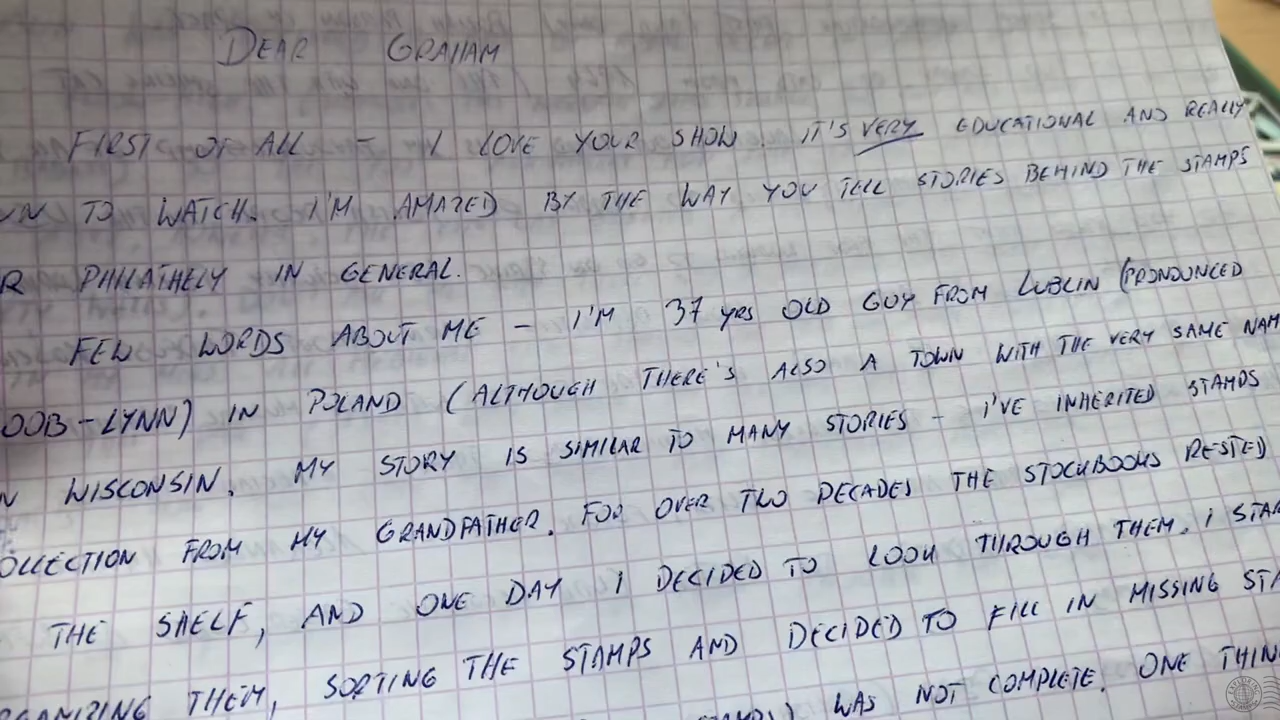 DEAR GRAHAM
FIRST OF ALL - I LOVE YOUR SHOW. IT'S VERY EDUCATIONAL AND REALLY
TO WATCH. I'M AMAZED BY THE WAY YOU TELL STORIES BEHIND THE STAMPS
PHILATHELY IN GENERAL.
FEW WORDS ABOUT ME - I'M 37 yrs OLD GUY FROM LUBLIN (PRONOUNCED
OOB-LYNN) IN POLAND (ALTHOUGH THERE'S ALSO A TOWN WITH THE VERY SAME NAM
N WISCONSIN. MY STORY IS SIMILAR TO MANY STORIES - I'VE INHERITED STAMPS
OLLECTION FROM MY GRANDFATHER. FOR OVER TWO DECADES THE STOCKBOOKS RESTED
THE SHELF, AND ONE DAY I DECIDED TO LOOK THROUGH THEM. I STAR
RGANIZING THEM, SORTING THE STAMPS AND DECIDED TO FILL IN MISSING STA
WAS NOT COMPLETE. ONE THIN